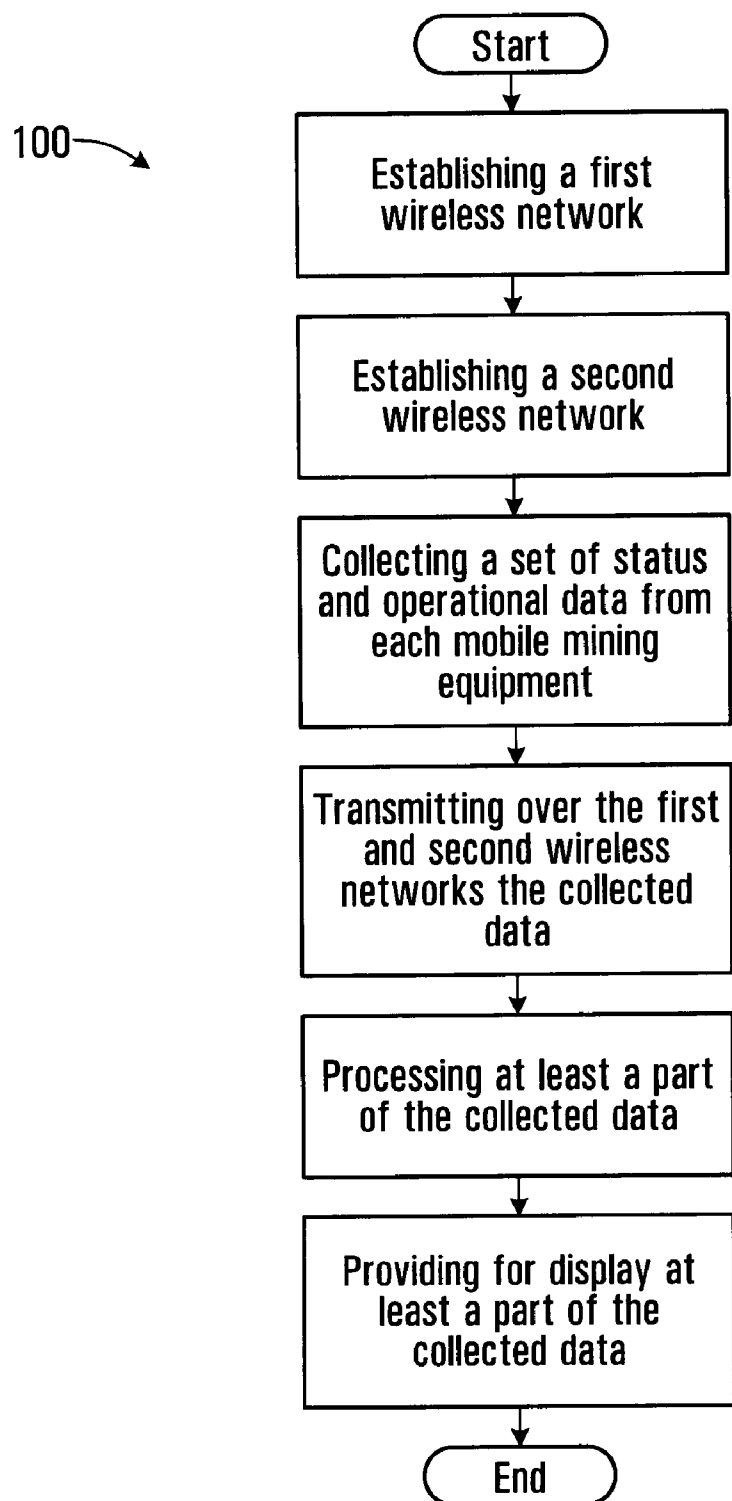 Start
100
Establishing a first
wireless network
Establishing a second
wireless network
Collecting a set of status
and operational data from
each mobile mining
equipment
Transmitting over the first
and second wireless
networks the collected
data
Processing at least a part
of the collected data
Providing for display at
least a part of the
collected data
End